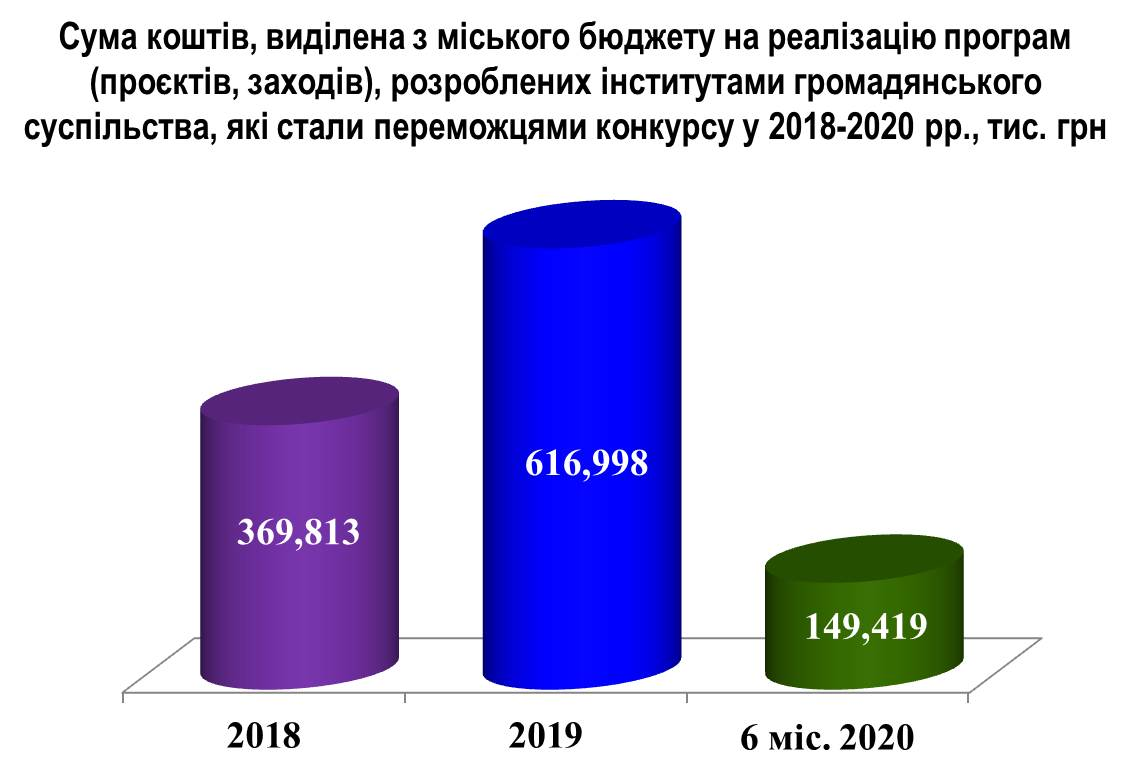 Сума коштів, виділена з міського бюджету на реалізацію програм
(проєктів, заходів), розроблених інститутами громадянського
суспільства, які стали переможцями конкурсу у 2018-2020 рр., тис. грн
616,998
369,813
149,419
2018
2019
6 міс. 2020